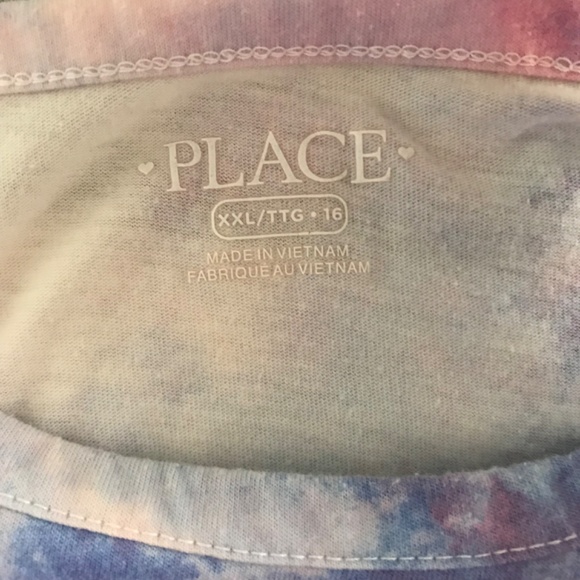 PLACE
XXL/TTG • 16
MADE IN VIETNAM
FABRIQUE AU VIETNAM